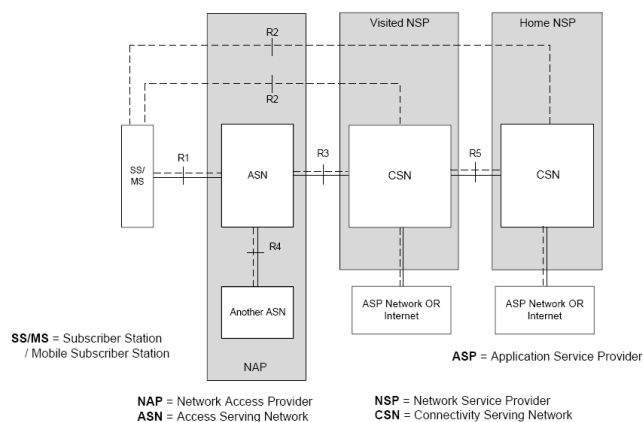 Visited NSP
Home NSP
R2
R2
SS/
MS
R1
ASN
R3
CSN
R5
CSN
R4
Another ASN
ASP Network OR
Internet
ASP Network OR
Internet
NAP
SS/MS = Subscriber Station
/ Mobile Subscriber Station
ASP = Application Service Provider
NAP = Network Access Provider
ASN = Access Serving Network
NSP = Network Service Provider
CSN = Connectivity Serving Network